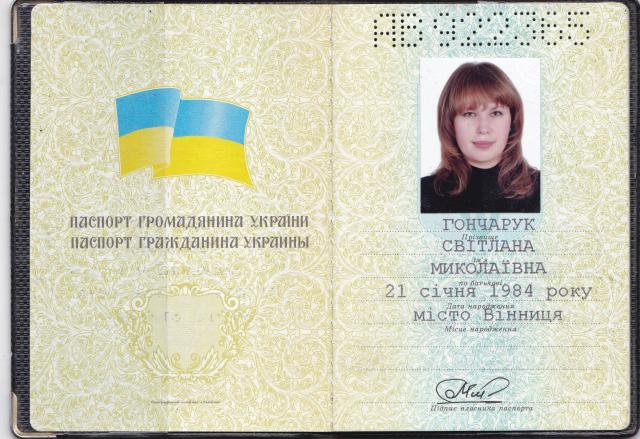 ПАСПОРТ ГРОМАДЯНИНА УКРАЇНИ
ПАСПОРТ ГРАЖДАНИНА УКРАИНЫ
АВ 922365
ГОНЧАРУК
Прізвище
СВІТЛАНА
Ім'я
МИКОЛАЇВНА
по батькові
21 січня 1984 року
Дата народження
місто Вінниця
Місце народження
Підпис власника паспорта